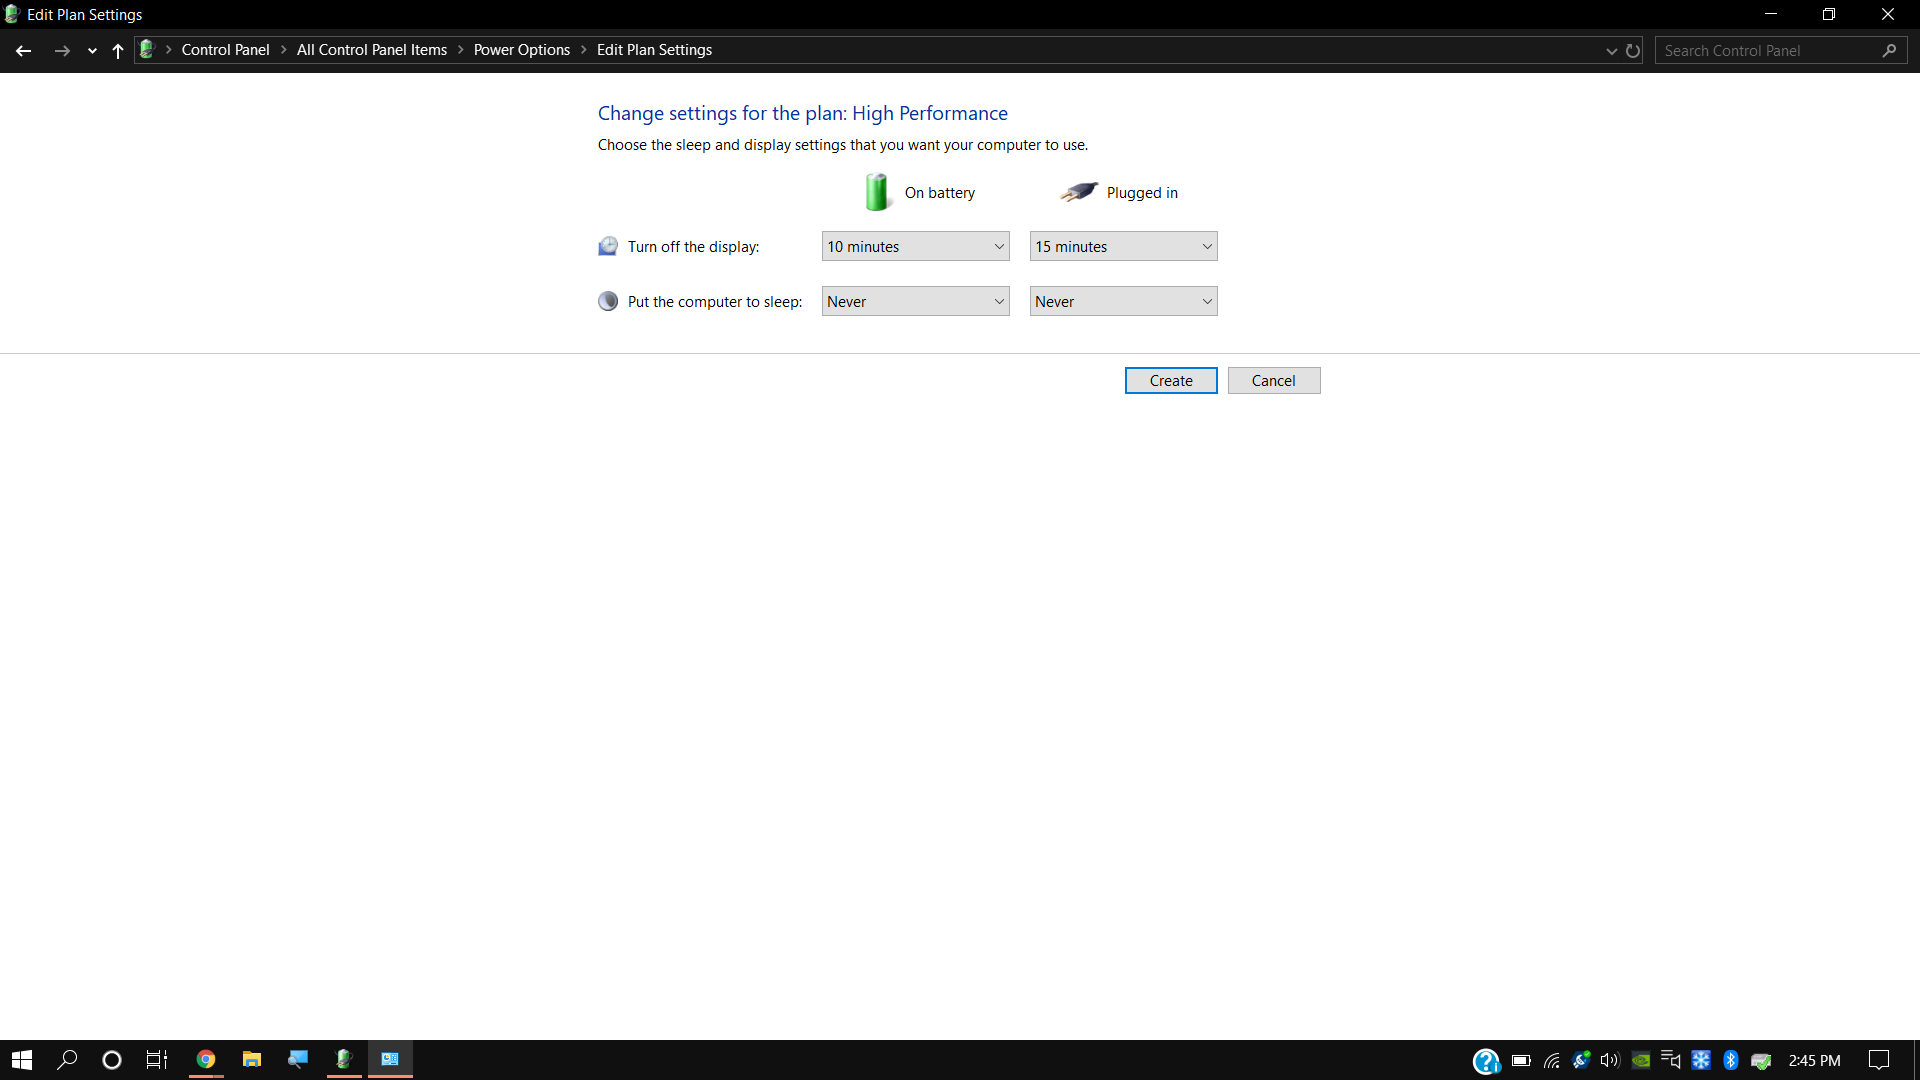 Edit Plan Settings
Control Panel > All Control Panel Items > Power Options > Edit Plan Settings
Search Control Panel
Change settings for the plan: High Performance
Choose the sleep and display settings that you want your computer to use.
On battery Plugged in
Turn off the display: 10 minutes 15 minutes
Put the computer to sleep: Never Never
Create Cancel
2:45 PM